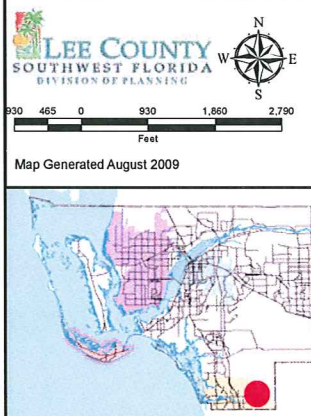 LEE COUNTY
SOUTHWEST FLORIDA
DIVISION OF PLANNING
N
W E
S
930 465 0 930 1,860 2,790
Feet
Map Generated August 2009